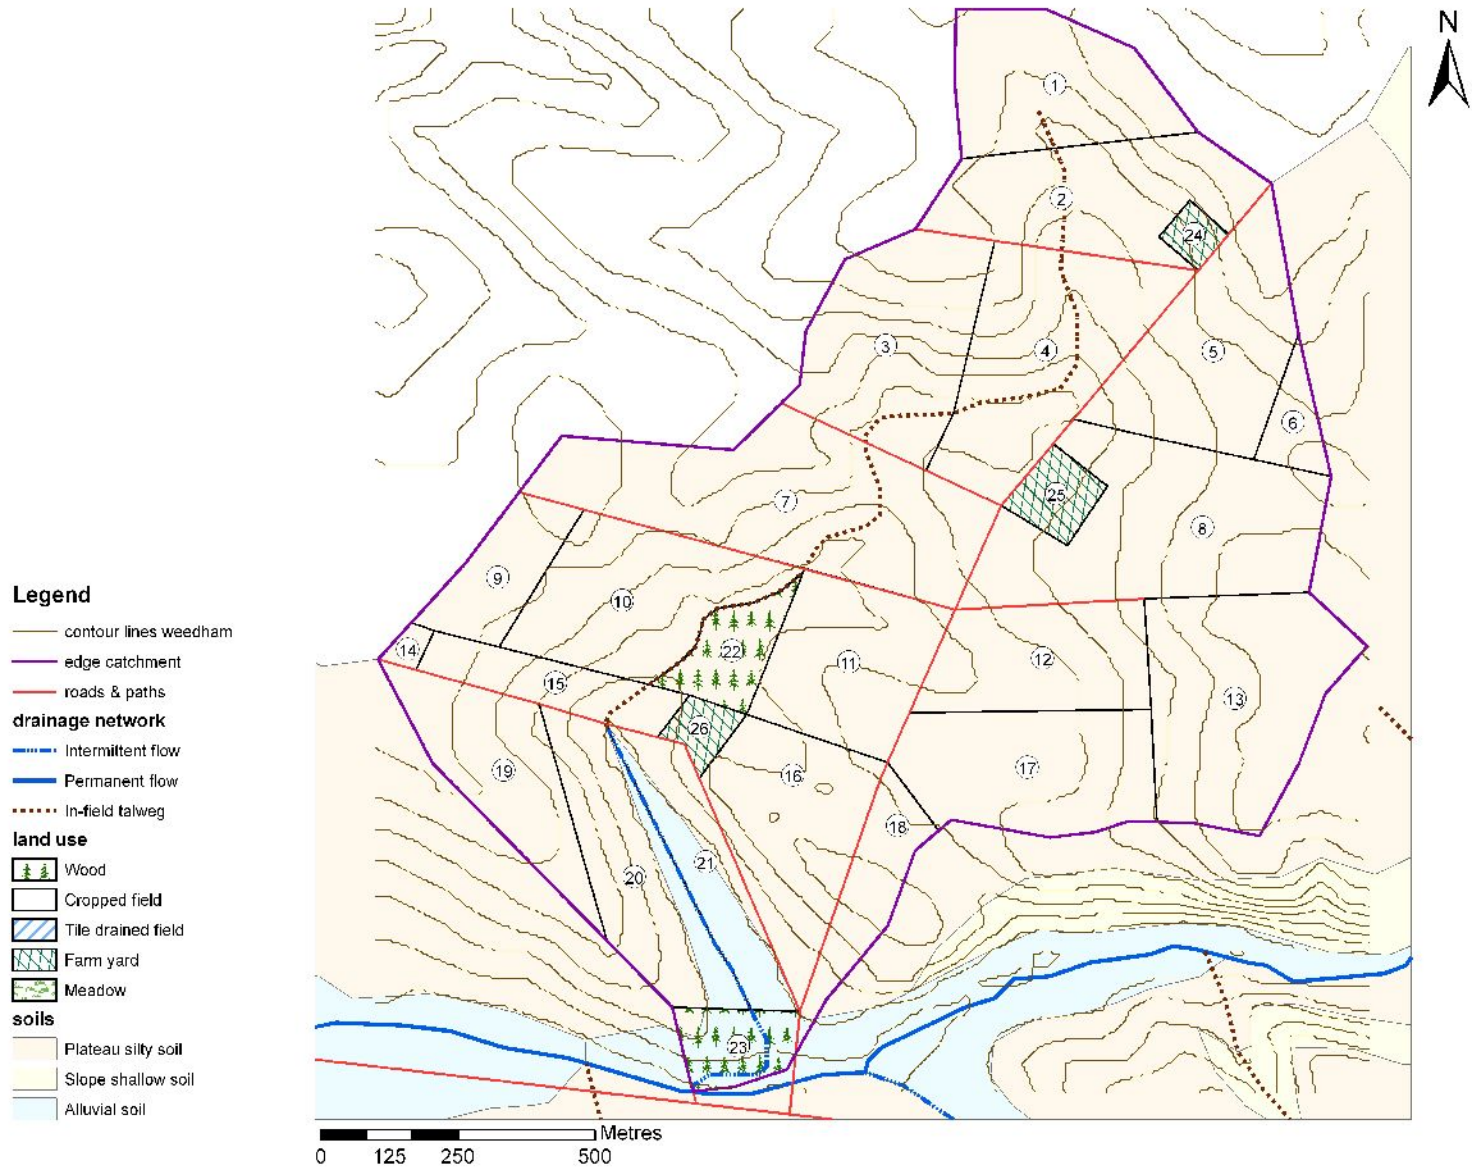 N
1
2
24
3
4
5
6
7
25
8
9
10
14
15
22
11
12
13
26
19
16
17
18
20
21
23
Legend
contour lines weedham
edge catchment
roads & paths
drainage network
Intermittent flow
Permanent flow
In-field talweg
land use
Wood
Cropped field
Tile drained field
Farm yard
Meadow
soils
Plateau silty soil
Slope shallow soil
Alluvial soil
Metres
0 125 250 500